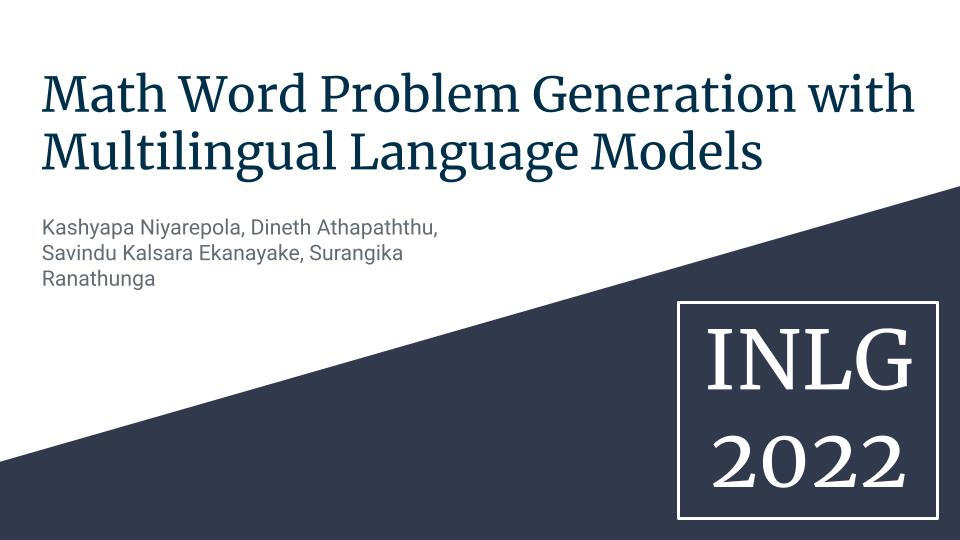 Math Word Problem Generation with
Multilingual Language Models
Kashyapa Niyarepola, Dineth Athapaththu,
Savindu Kalsara Ekanayake, Surangika
Ranathunga
INLG
2022